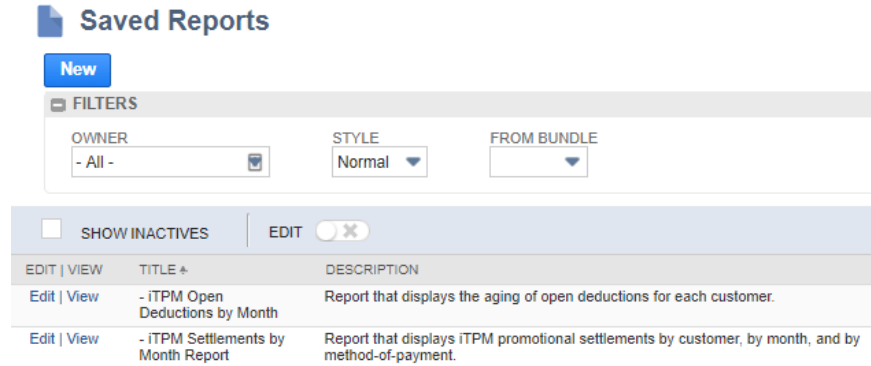 Saved Reports
New
FILTERS
OWNER STYLE FROM BUNDLE
- All - Normal
SHOW INACTIVES EDIT
EDIT | VIEW TITLE DESCRIPTION
Edit | View - iTPM Open Report that displays the aging of open deductions for each customer.
Deductions by Month
Edit | View - iTPM Settlements by Report that displays iTPM promotional settlements by customer, by month, and by
Month Report method-of-payment.